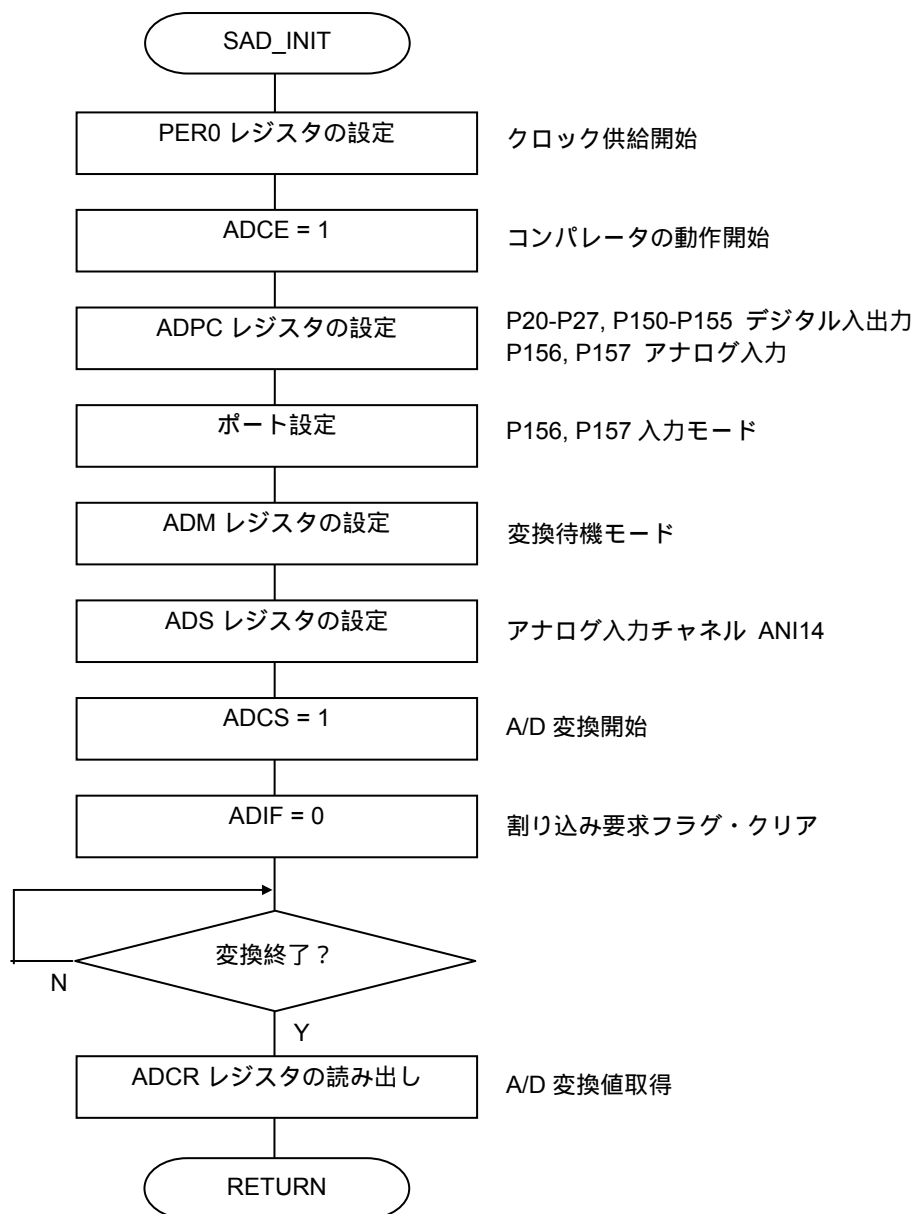 SAD_INIT
PER0 レジスタの設定
クロック供給開始
ADCE = 1
コンパレータの動作開始
ADPC レジスタの設定
P20-P27, P150-P155 デジタル入出力
P156, P157 アナログ入力
ポート設定
P156, P157 入力モード
ADM レジスタの設定
変換待機モード
ADS レジスタの設定
アナログ入力チャネル ANI14
ADCS = 1
A/D 変換開始
ADIF = 0
割り込み要求フラグ・クリア
変換終了？
N
Y
ADCR レジスタの読み出し
A/D 変換値取得
RETURN